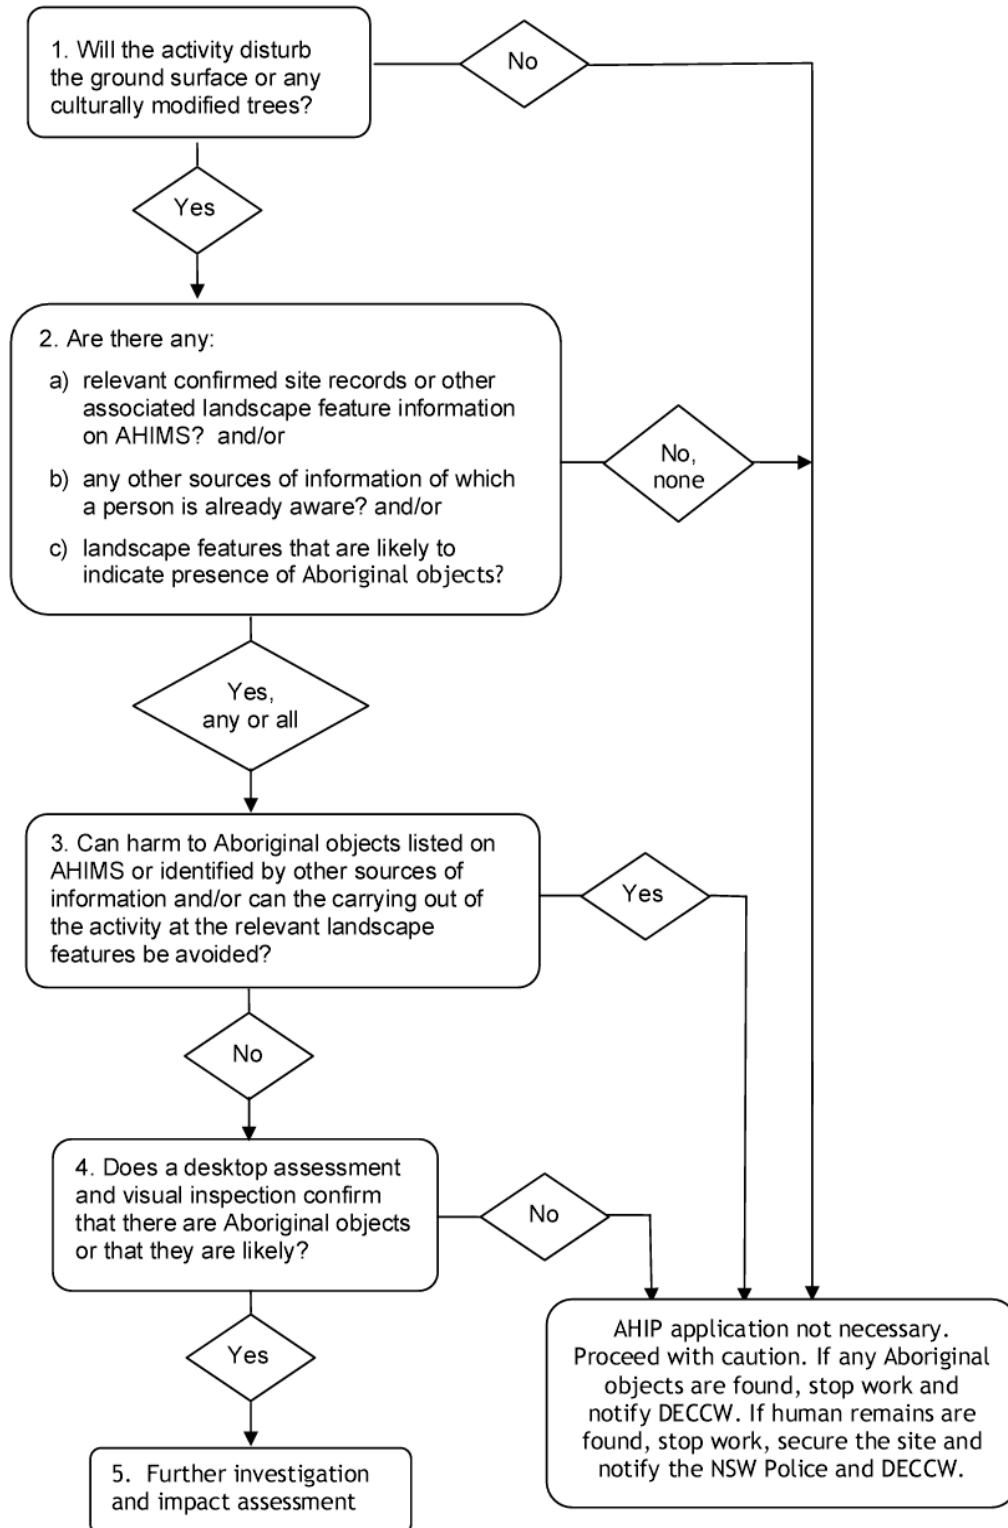 1. Will the activity disturb
the ground surface or any
culturally modified trees?
No
Yes
2. Are there any:
a) relevant confirmed site records or other
associated landscape feature information
on AHIMS? and/or
b) any other sources of information of which
a person is already aware? and/or
c) landscape features that are likely to
indicate presence of Aboriginal objects?
No,
none
Yes,
any or all
3. Can harm to Aboriginal objects listed on
AHIMS or identified by other sources of
information and/or can the carrying out of
the activity at the relevant landscape
features be avoided?
Yes
No
4. Does a desktop assessment
and visual inspection confirm
that there are Aboriginal objects
or that they are likely?
No
Yes
AHIP application not necessary.
Proceed with caution. If any Aboriginal
objects are found, stop work and
notify DECCW. If human remains are
found, stop work, secure the site and
notify the NSW Police and DECCW.
5. Further investigation
and impact assessment